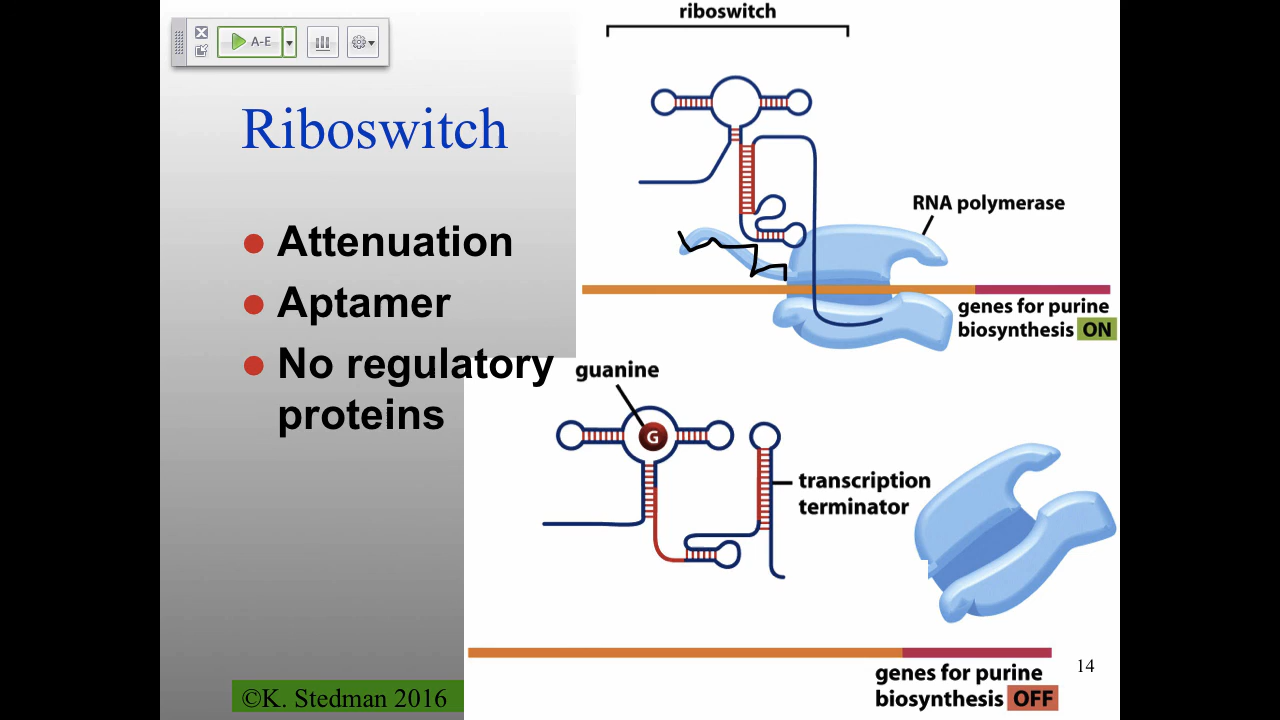 riboswitch
A-E
Riboswitch
Attenuation
Aptamer
No regulatory
proteins
RNA polymerase
genes for purine
biosynthesis ON
guanine
G
transcription
terminator
genes for purine
biosynthesis OFF
14
©K. Stedman 2016